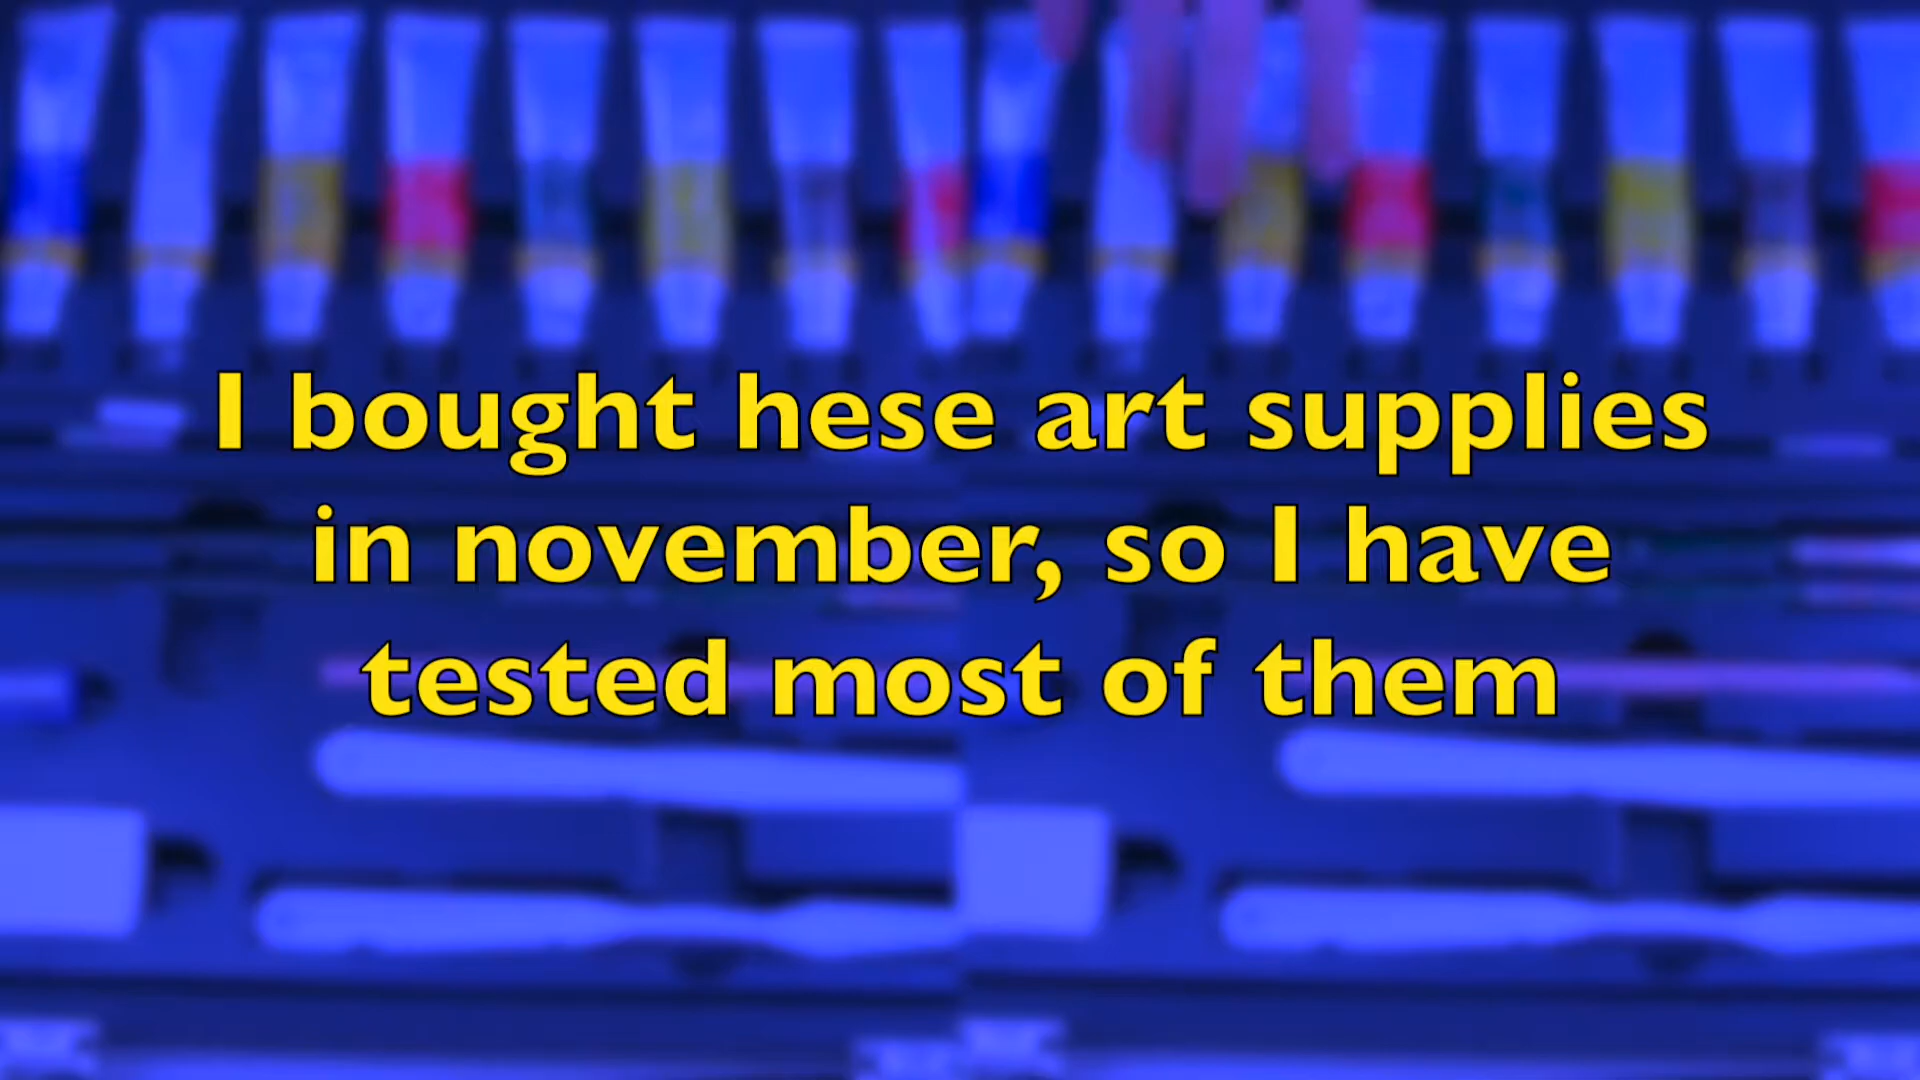 I bought hese art supplies
in november, so I have
tested most of them